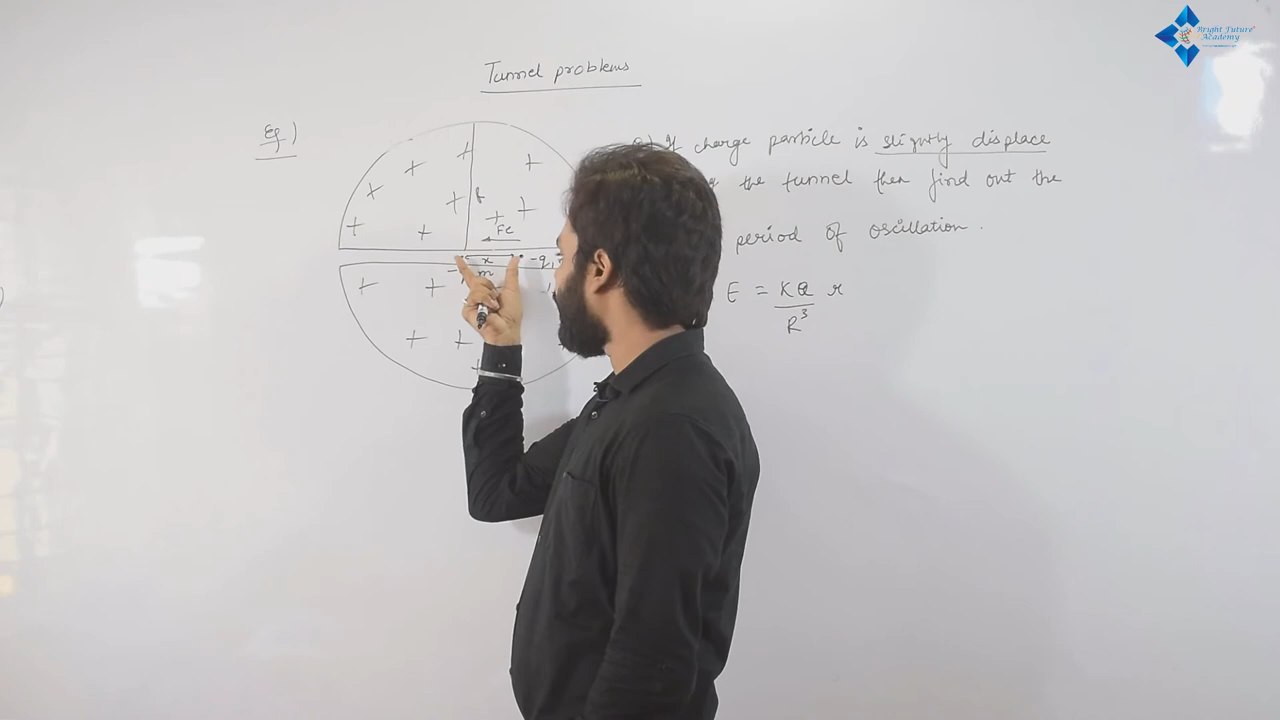 Bright Future
Academy
Tunnel problems
Eg)
If charge particle is slightly displace
the tunnel then find out the
period of oscillation.
R
Fe
x
-q,
m
E = KQ r
R³